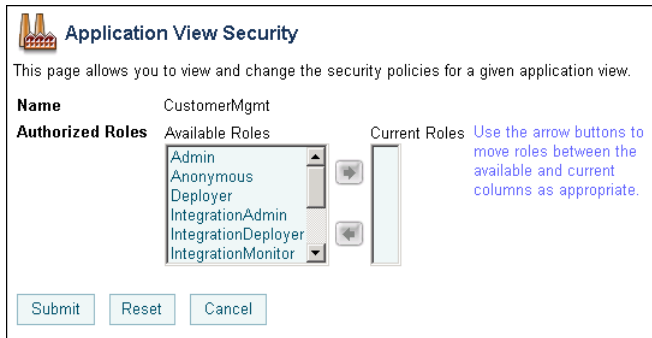 Application View Security
This page allows you to view and change the security policies for a given application view.
Name CustomerMgmt
Authorized Roles Available Roles Current Roles Use the arrow buttons to
move roles between the
available and current
columns as appropriate.
Admin
Anonymous
Deployer
IntegrationAdmin
IntegrationDeployer
IntegrationMonitor
Submit Reset Cancel